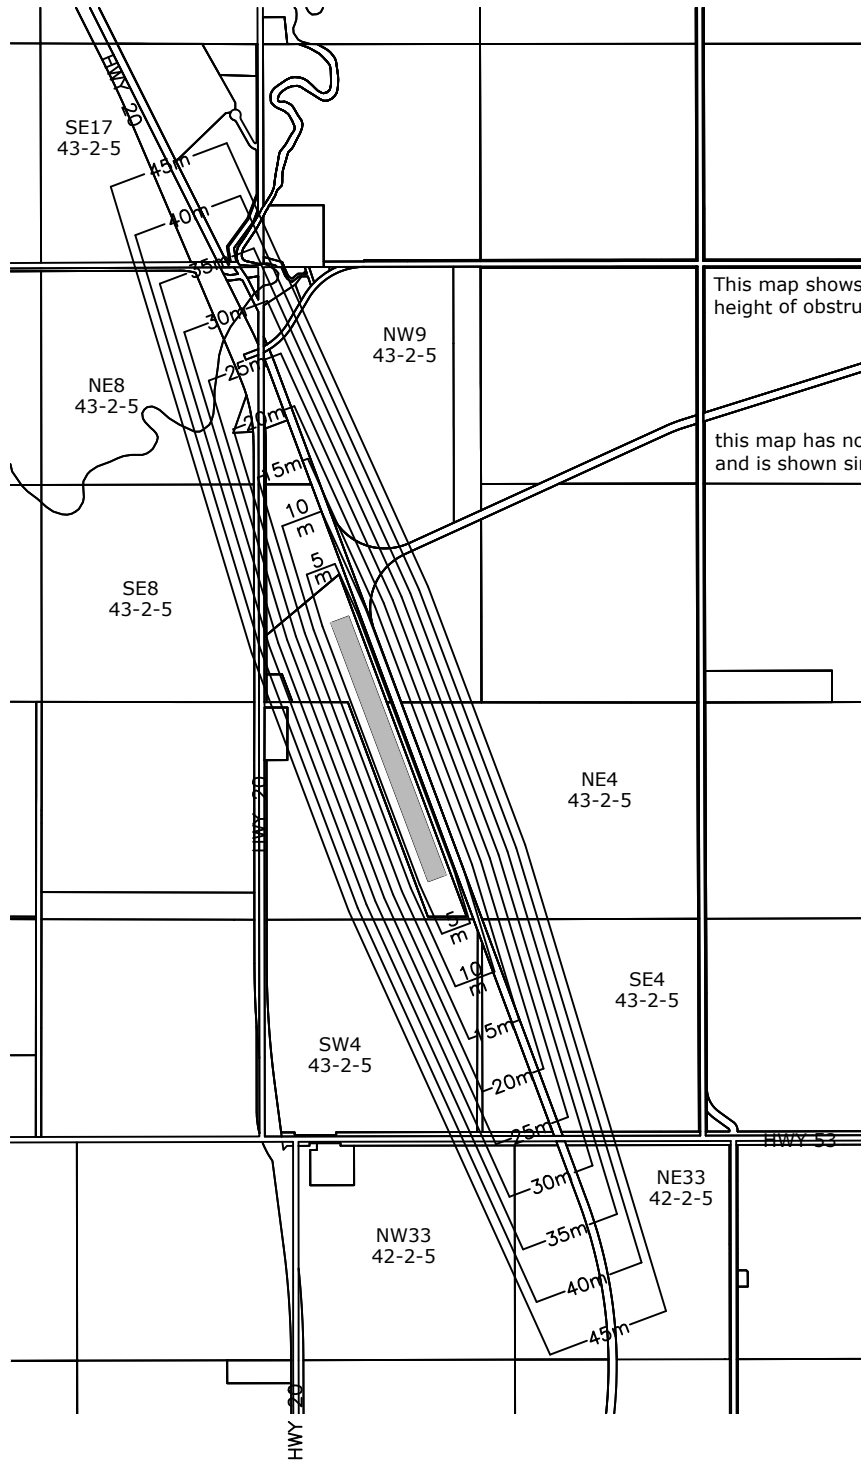 HWY 20
SE17
43-2-5
45m
40m
35m
30m
This map shows
height of obstru
NW9
43-2-5
25m
NE8
43-2-5
20m
this map has no
and is shown si
15m
10
m
5
m
SE8
43-2-5
NE4
43-2-5
HWY 20
5
m
10
m
SE4
43-2-5
15m
SW4
43-2-5
20m
25m
HWY 53
30m
NE33
42-2-5
35m
NW33
42-2-5
40m
45m
HWY 20